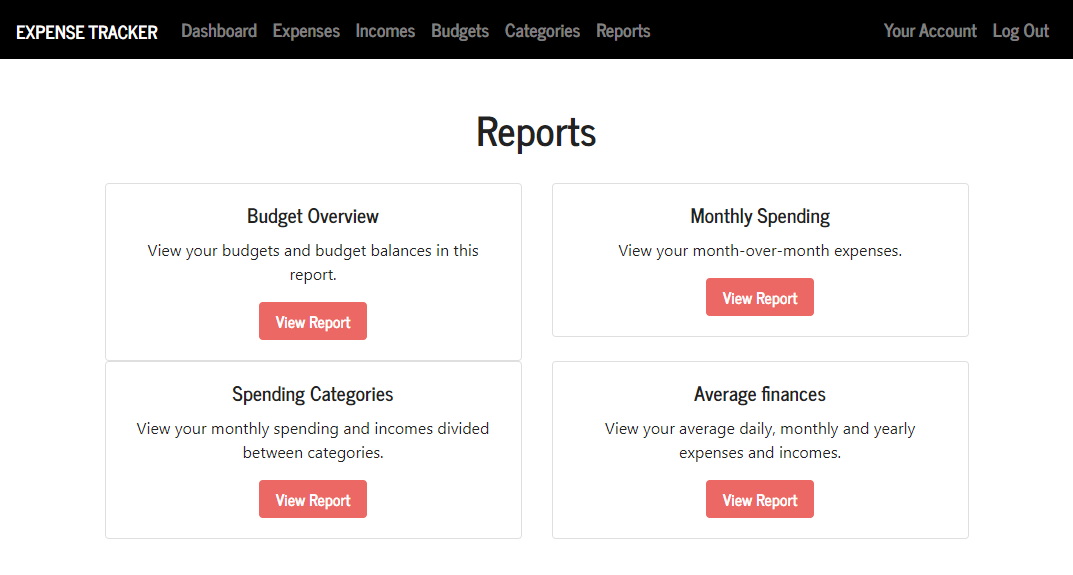 EXPENSE TRACKER Dashboard Expenses Incomes Budgets Categories Reports Your Account Log Out
Reports
Budget Overview
View your budgets and budget balances in this
report.
View Report
Monthly Spending
View your month-over-month expenses.
View Report
Spending Categories
View your monthly spending and incomes divided
between categories.
View Report
Average finances
View your average daily, monthly and yearly
expenses and incomes.
View Report